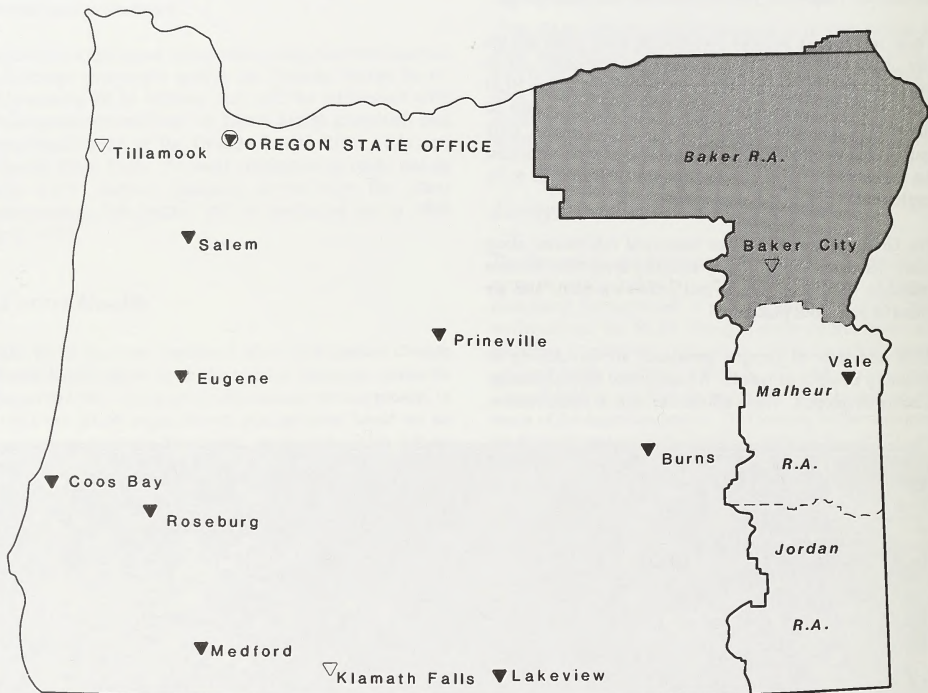 OREGON STATE OFFICE
Tillamook
Baker R.A.
Salem
Baker City
Prineville
Vale
Eugene
Malheur
Burns
R.A.
Coos Bay
Roseburg
Jordan
R.A.
Medford
Klamath Falls
Lakeview